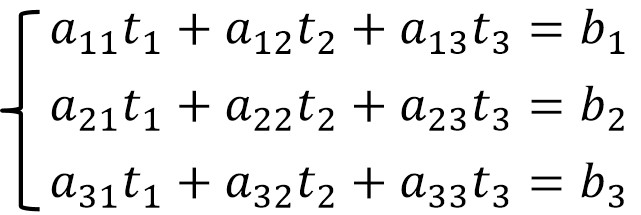 a₁₁t₁ + a₁₂t₂ + a₁₃t₃ = b₁
a₂₁t₁ + a₂₂t₂ + a₂₃t₃ = b₂
a₃₁t₁ + a₃₂t₂ + a₃₃t₃ = b₃